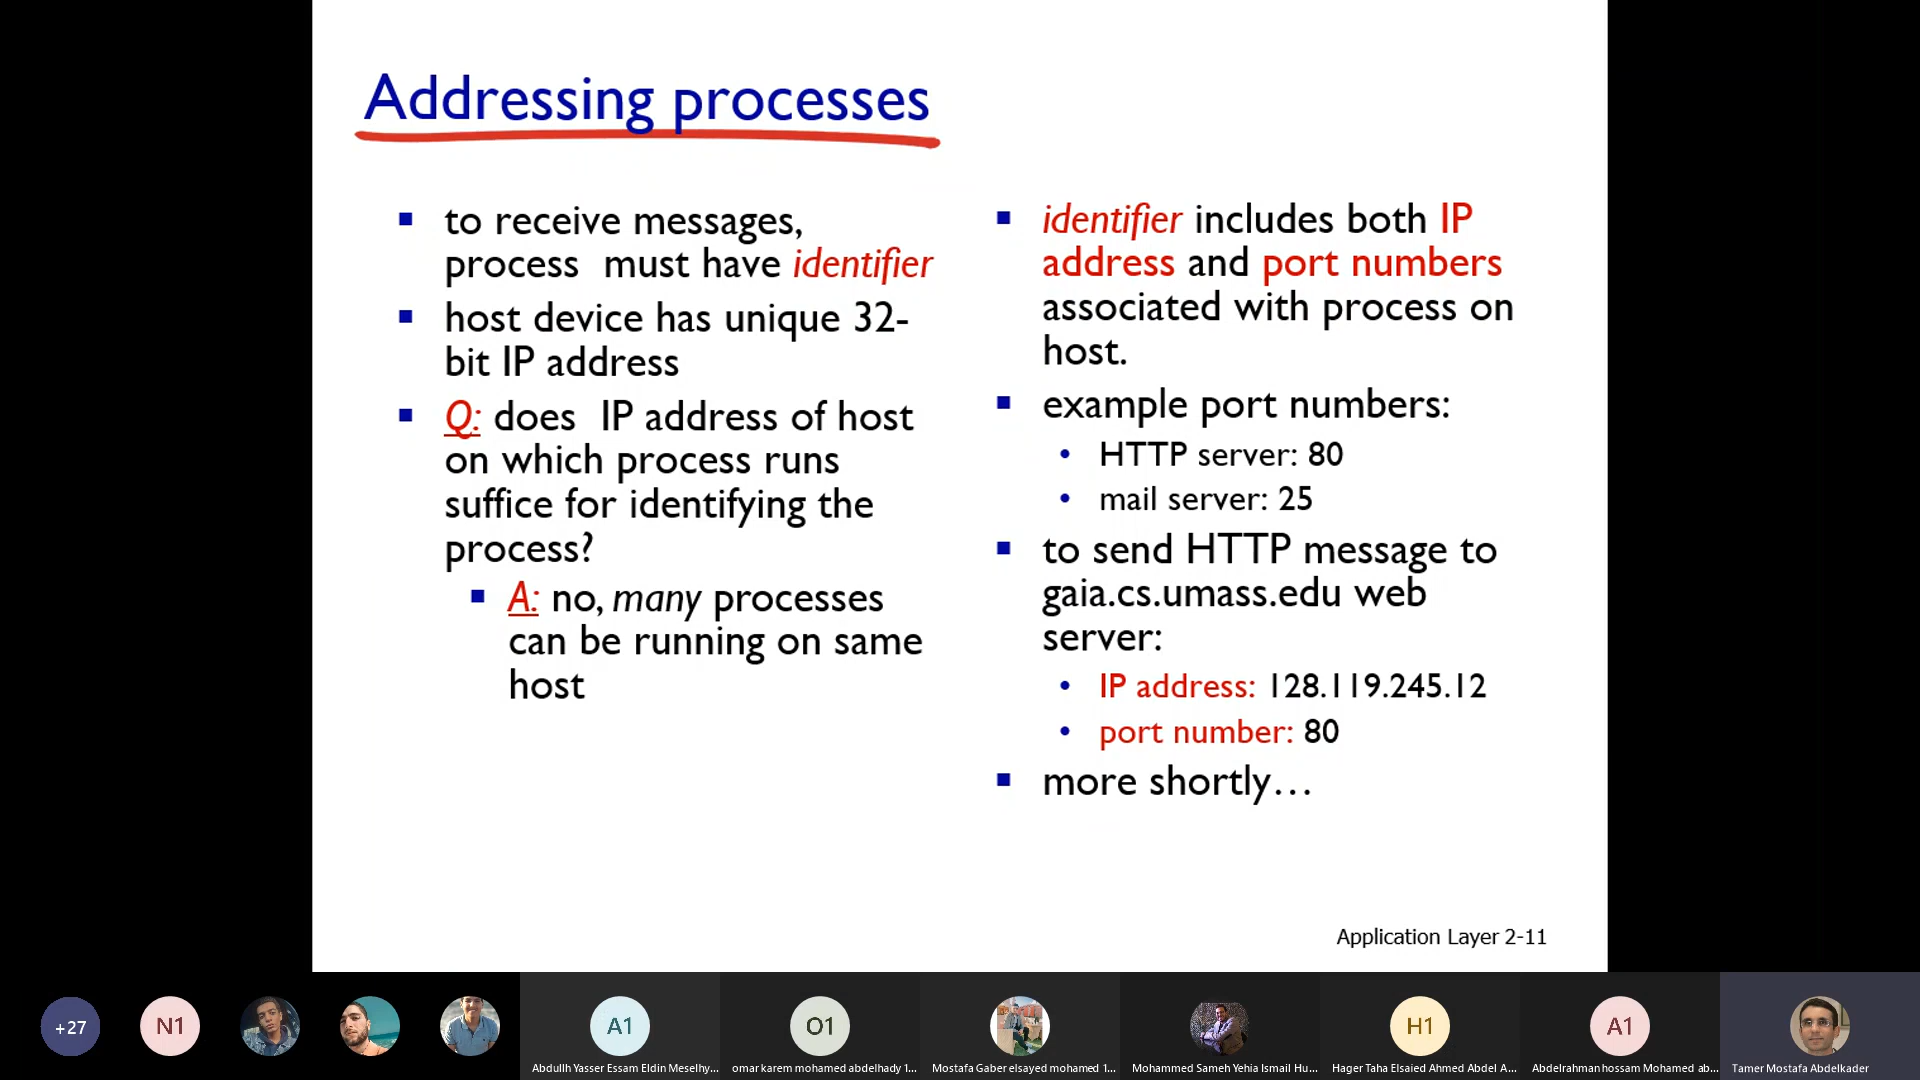 Addressing processes
to receive messages,
process must have identifier
host device has unique 32-
bit IP address
Q: does IP address of host
on which process runs
suffice for identifying the
process?
A: no, many processes
can be running on same
host
identifier includes both IP
address and port numbers
associated with process on
host.
example port numbers:
HTTP server: 80
mail server: 25
to send HTTP message to
gaia.cs.umass.edu web
server:
IP address: 128.119.245.12
port number: 80
more shortly…
Application Layer 2-11
+27
N1
A1
O1
H1
A1
Abdullh Yasser Essam Eldin Meselhy...
omar karem mohamed abdelhady 1...
Mostafa Gaber elsayed mohamed 1...
Mohammed Sameh Yehia Ismail Hu...
Hager Taha Elsaied Ahmed Abdel A...
Abdelrahman hossam Mohamed ab...
Tamer Mostafa Abdelkader